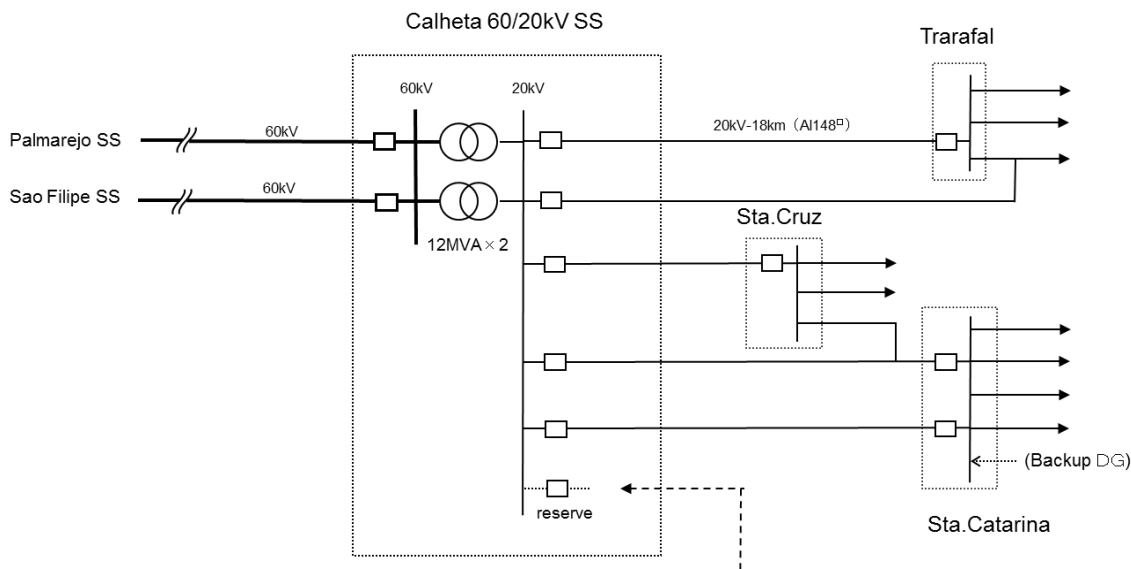 Calheta 60/20kV SS
Trarafal
60kV
20kV
Palmarejo SS
60kV
20kV-18km（Al148□）
Sao Filipe SS
60kV
Sta.Cruz
12MVA×2
(Backup DG)
reserve
Sta.Catarina